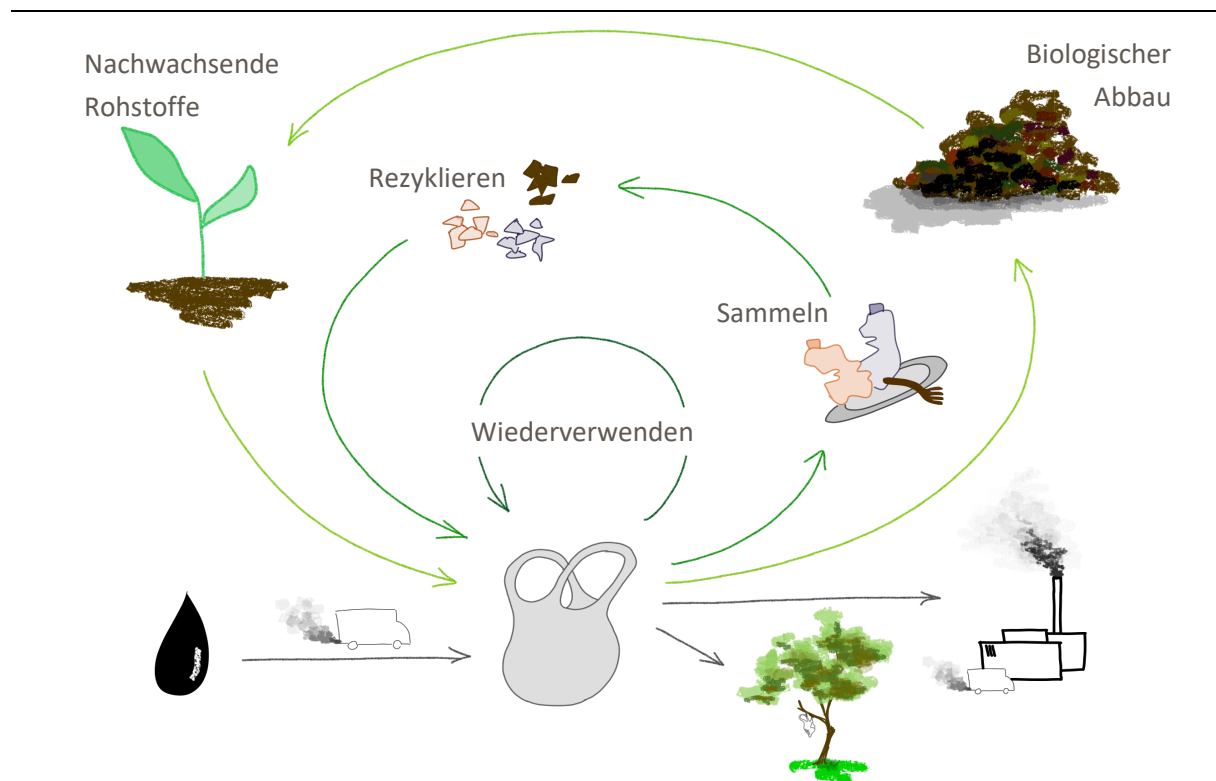 Nachwachsende
Rohstoffe
Biologischer
Abbau
Rezyklieren
Sammeln
Wiederverwenden